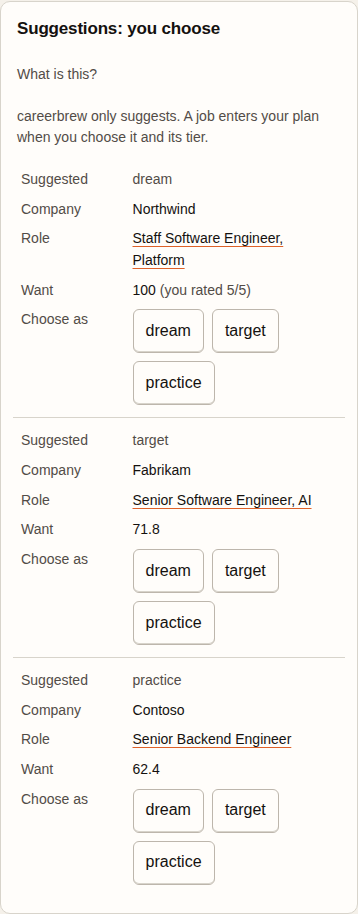 Suggestions: you choose
What is this?
careerbrew only suggests. A job enters your plan
when you choose it and its tier.
Suggested dream
Company Northwind
Role Staff Software Engineer,
Platform
Want 100 (you rated 5/5)
Choose as dream target
practice
Suggested target
Company Fabrikam
Role Senior Software Engineer, AI
Want 71.8
Choose as dream target
practice
Suggested practice
Company Contoso
Role Senior Backend Engineer
Want 62.4
Choose as dream target
practice